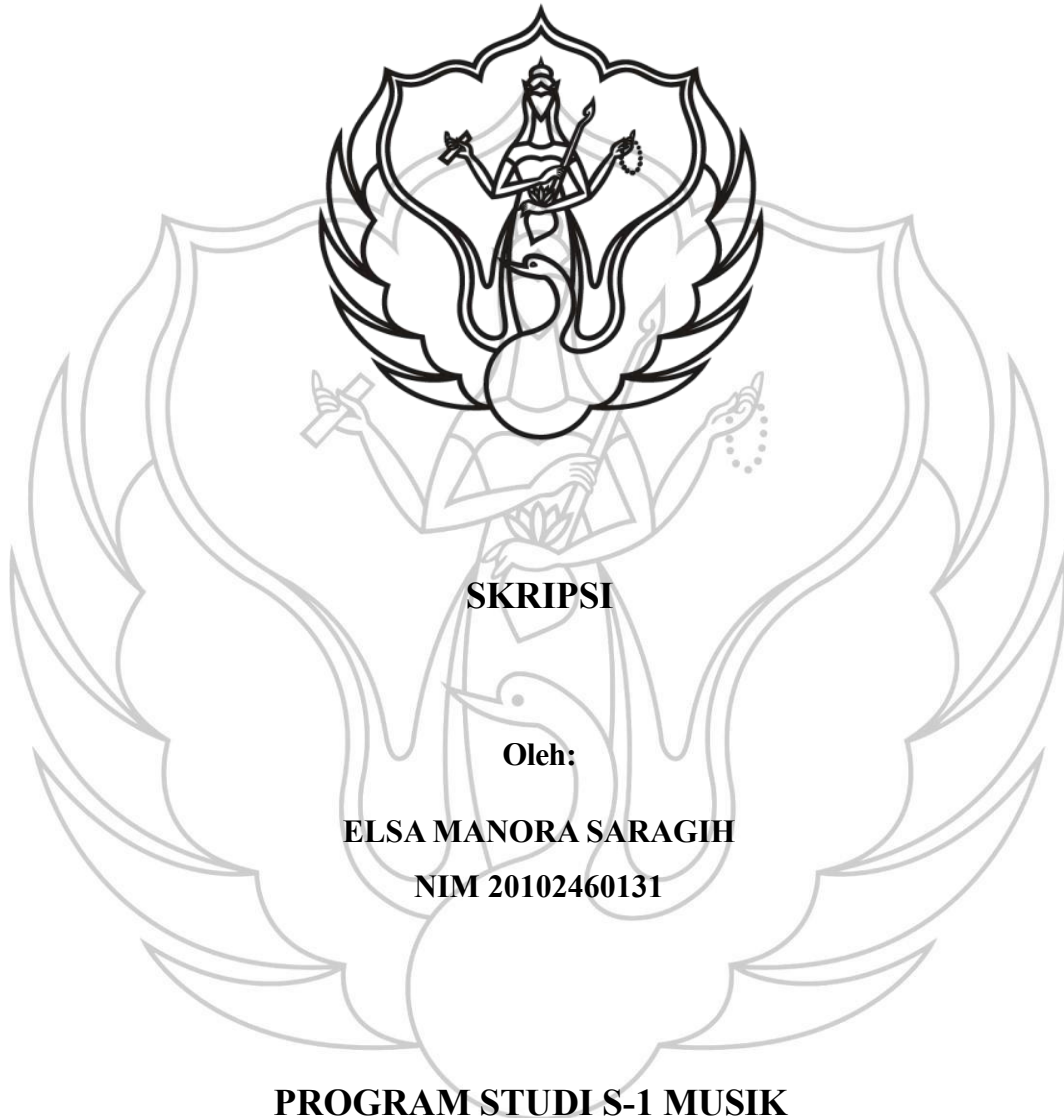 SKRIPSI
Oleh:
ELSA MANORA SARAGIH
NIM 20102460131
PROGRAM STUDI S-1 MUSIK